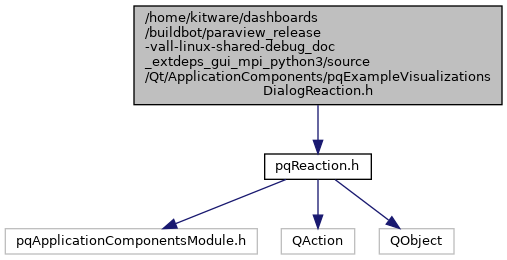 /home/kitware/dashboards
/buildbot/paraview_release
-vall-linux-shared-debug_doc
_extdeps_gui_mpi_python3/source
/Qt/ApplicationComponents/pqExampleVisualizations
DialogReaction.h
pqReaction.h
pqApplicationComponentsModule.h
QAction
QObject